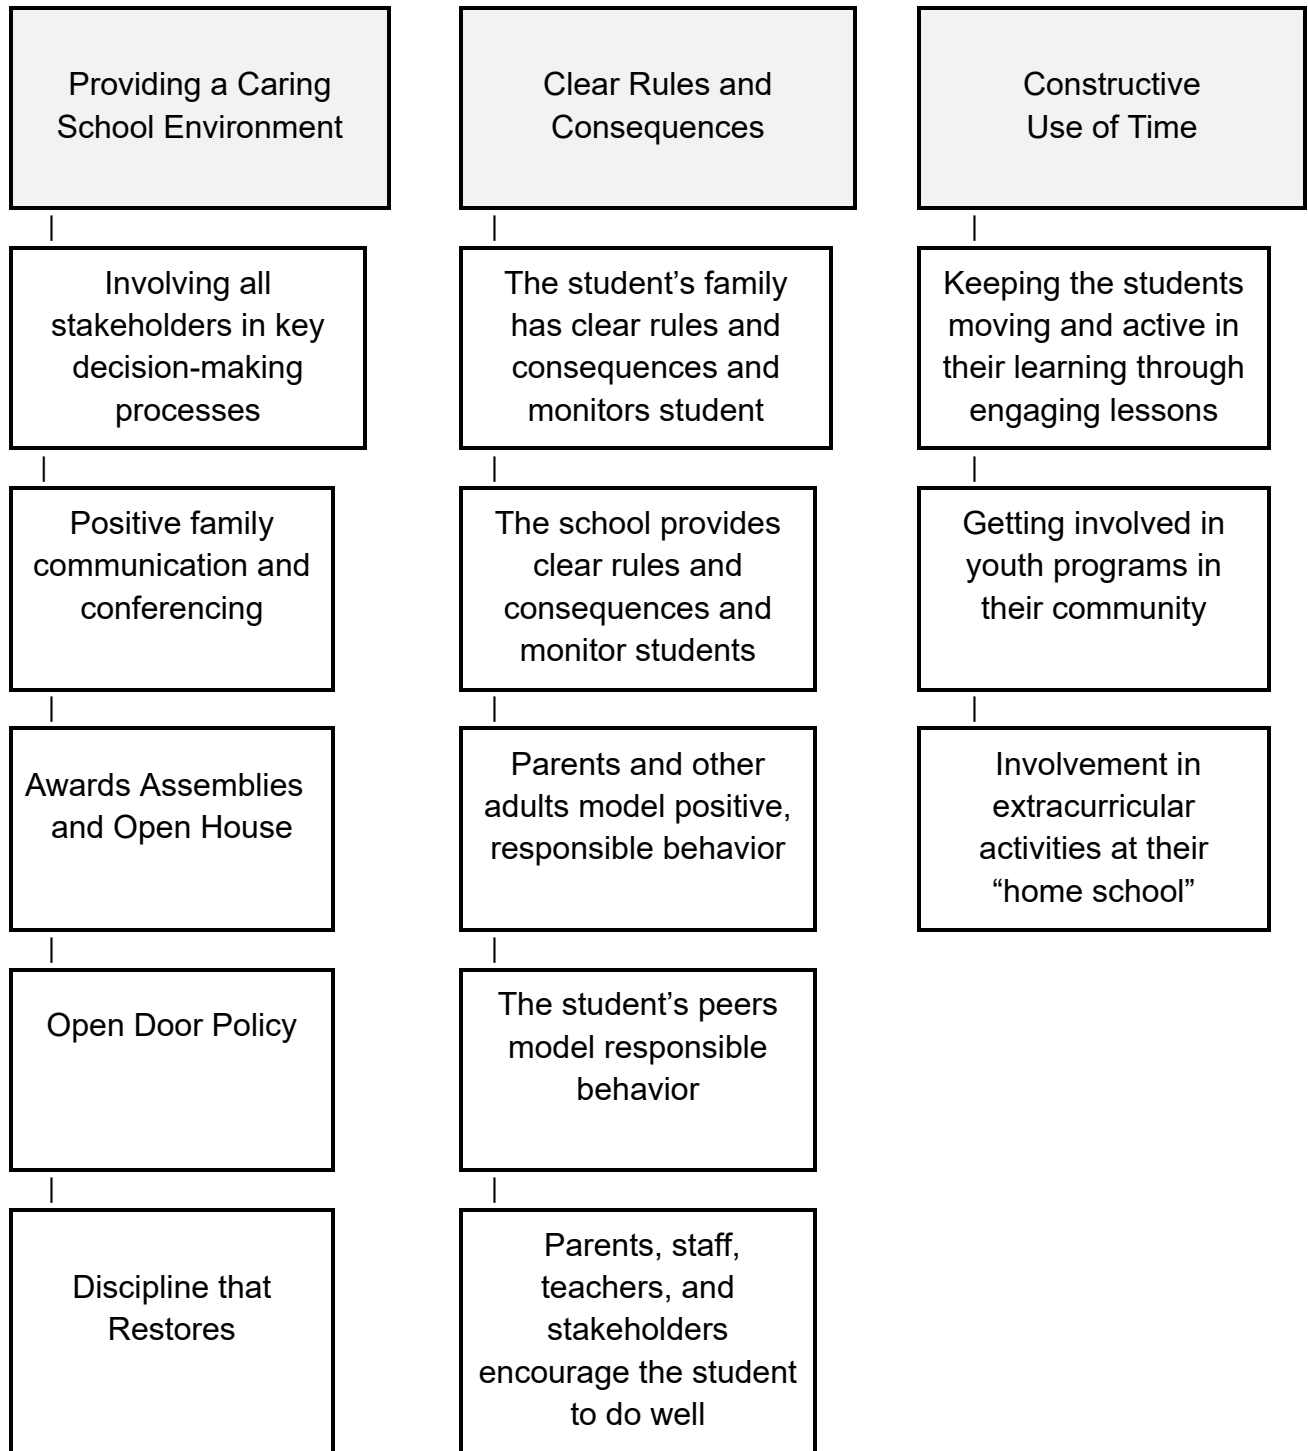 Providing a Caring
School Environment
Involving all
stakeholders in key
decision-making
processes
Positive family
communication and
conferencing
Awards Assemblies
and Open House
Open Door Policy
Discipline that
Restores
Clear Rules and
Consequences
The student’s family
has clear rules and
consequences and
monitors student
The school provides
clear rules and
consequences and
monitor students
Parents and other
adults model positive,
responsible behavior
The student’s peers
model responsible
behavior
Parents, staff,
teachers, and
stakeholders
encourage the student
to do well
Constructive
Use of Time
Keeping the students
moving and active in
their learning through
engaging lessons
Getting involved in
youth programs in
their community
Involvement in
extracurricular
activities at their
“home school”